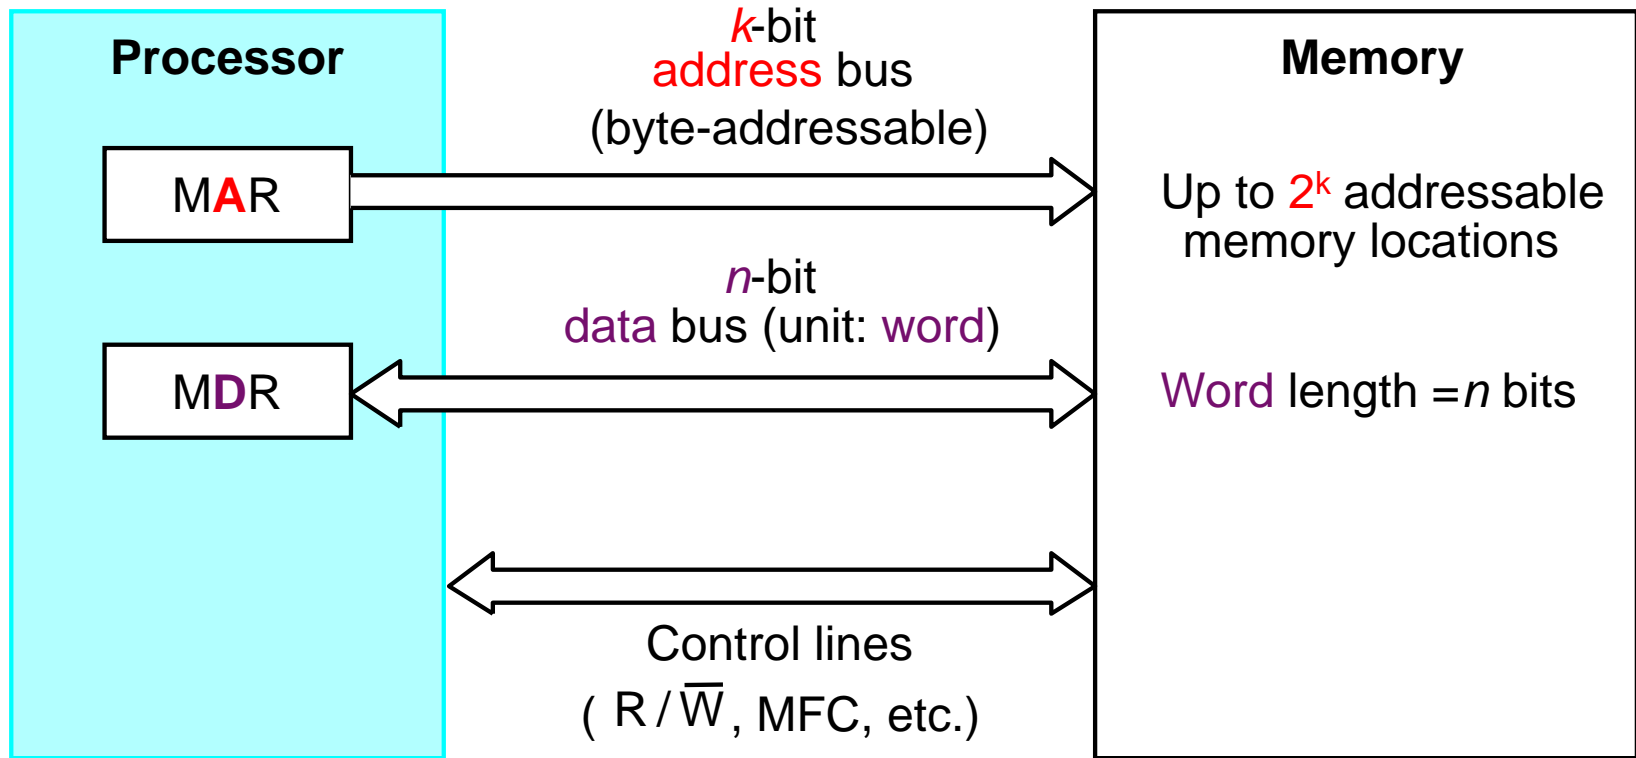 Processor
k-bit
address bus
(byte-addressable)
Memory
MAR
Up to 2ᵏ addressable
memory locations
n-bit
data bus (unit: word)
MDR
Word length =n bits
Control lines
( R / W̅ , MFC, etc.)